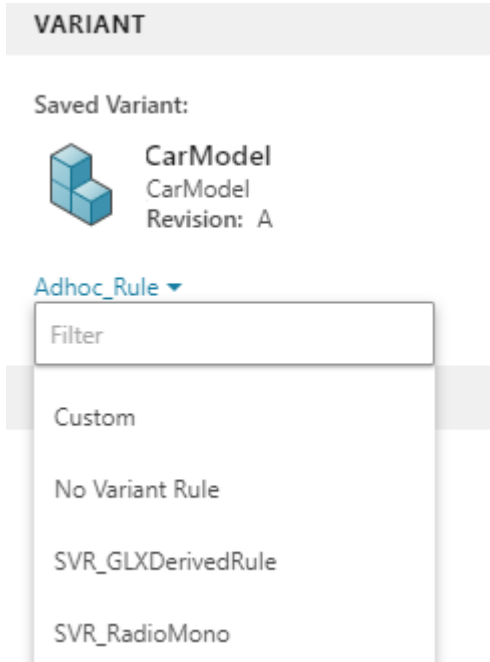 VARIANT
Saved Variant:
CarModel
CarModel
Revision: A
Adhoc_Rule
Filter
Custom
No Variant Rule
SVR_GLXDerivedRule
SVR_RadioMono